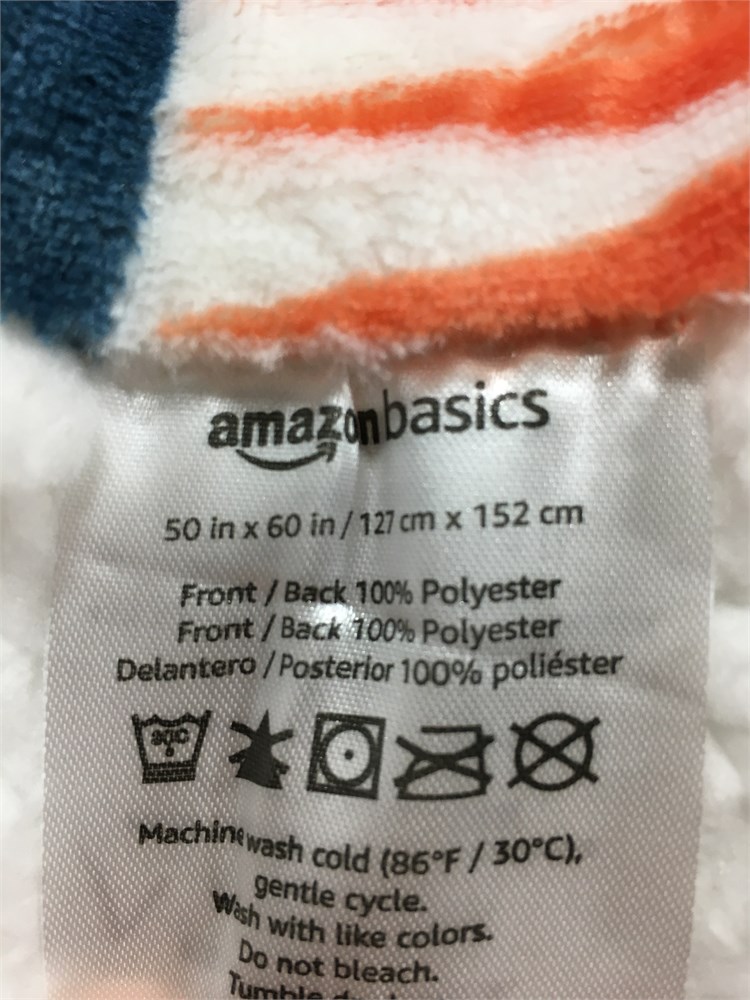 amazonbasics
50 in x 60 in / 127 cm x 152 cm
Front / Back 100% Polyester
Front / Back 100% Polyester
Delantero / Posterior 100% poliéster
30°C
Machine wash cold (86°F / 30°C),
gentle cycle.
Wash with like colors.
Do not bleach.
Tumble